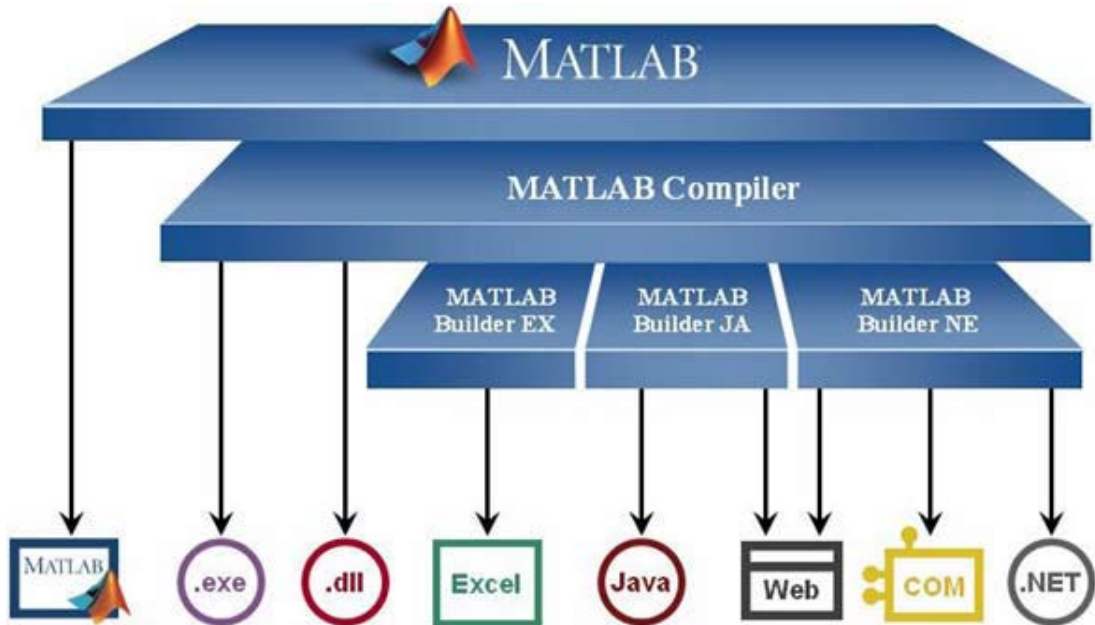 MATLAB®
MATLAB Compiler
MATLAB
Builder EX
MATLAB
Builder JA
MATLAB
Builder NE
MATLAB
.exe
.dll
Excel
Java
Web
COM
.NET